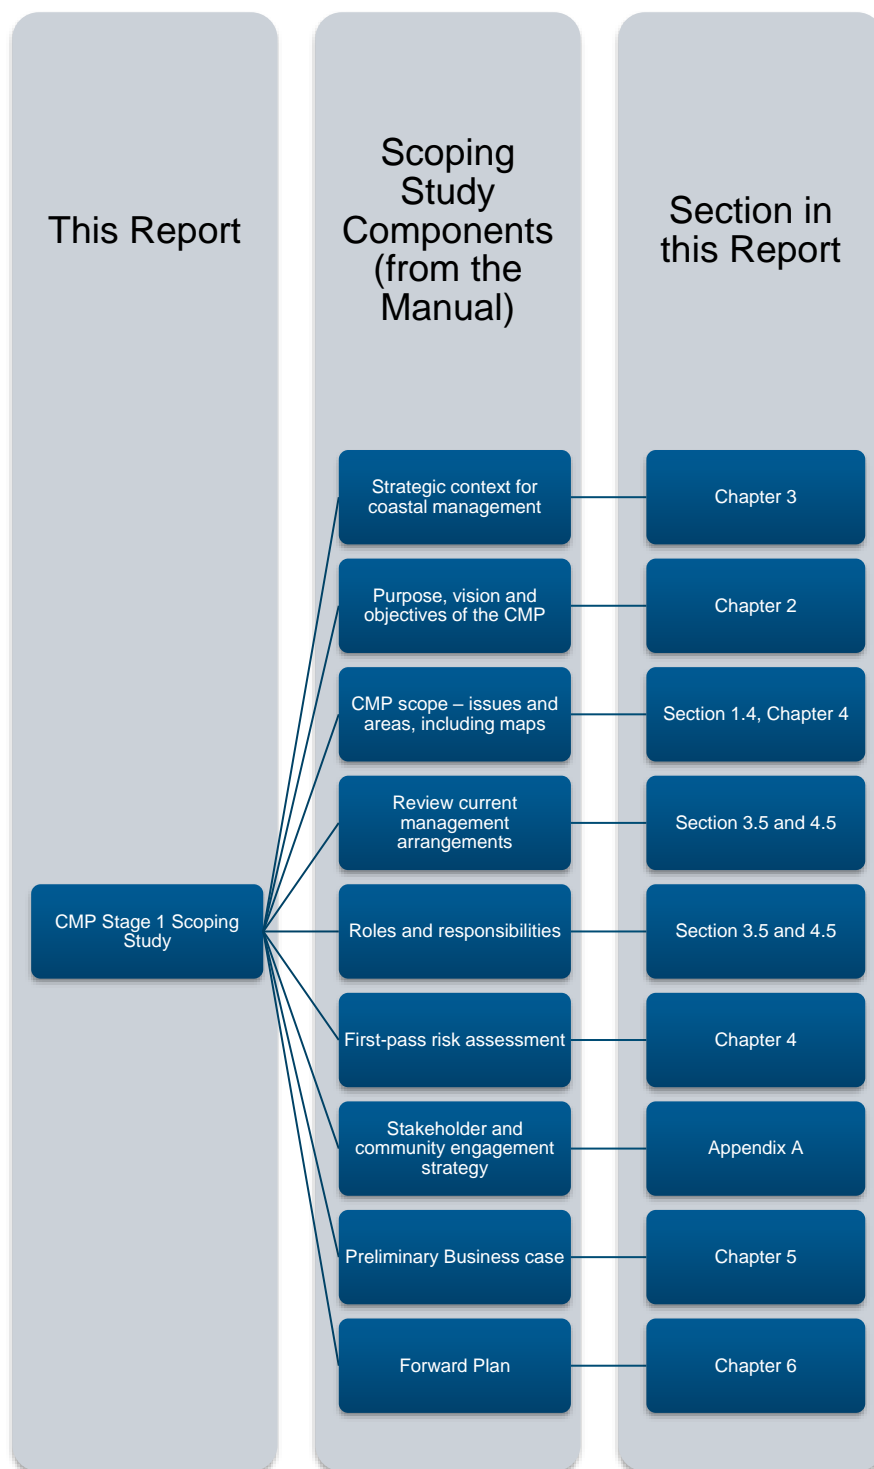 This Report
Scoping
Study
Components
(from the
Manual)
Section in
this Report
CMP Stage 1 Scoping
Study
Strategic context for
coastal management
Chapter 3
Purpose, vision and
objectives of the CMP
Chapter 2
CMP scope – issues and
areas, including maps
Section 1.4, Chapter 4
Review current
management
arrangements
Section 3.5 and 4.5
Roles and responsibilities
Section 3.5 and 4.5
First-pass risk assessment
Chapter 4
Stakeholder and
community engagement
strategy
Appendix A
Preliminary Business case
Chapter 5
Forward Plan
Chapter 6